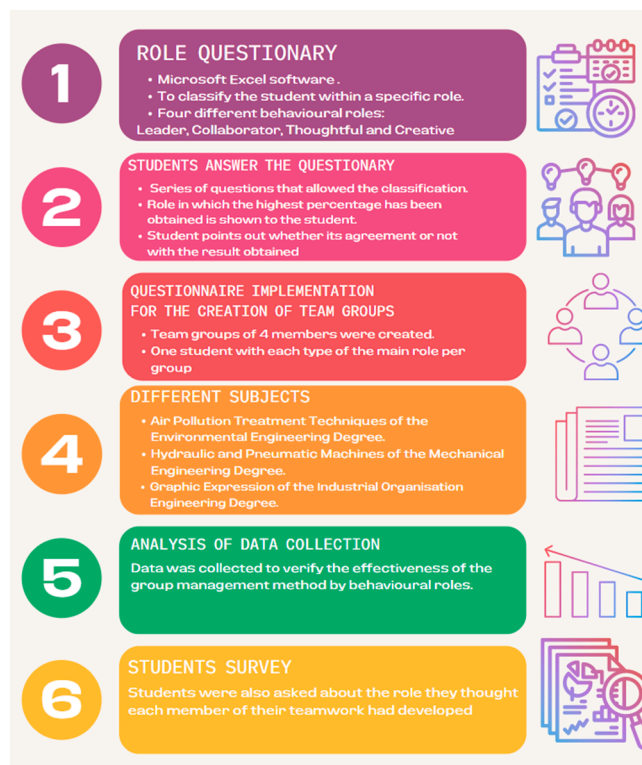 1
ROLE QUESTIONARY
• Microsoft Excel software .
• To classify the student within a specific role.
• Four different behavioural roles:
Leader, Collaborator, Thoughtful and Creative
2
STUDENTS ANSWER THE QUESTIONARY
• Series of questions that allowed the classification.
• Role in which the highest percentage has been
obtained is shown to the student.
• Student points out whether its agreement or not
with the result obtained
3
QUESTIONNAIRE IMPLEMENTATION
FOR THE CREATION OF TEAM GROUPS
• Team groups of 4 members were created.
• One student with each type of the main role per
group
4
DIFFERENT SUBJECTS
• Air Pollution Treatment Techniques of the
Environmental Engineering Degree.
• Hydraulic and Pneumatic Machines of the Mechanical
Engineering Degree.
• Graphic Expression of the Industrial Organisation
Engineering Degree.
5
ANALYSIS OF DATA COLLECTION
Data was collected to verify the effectiveness of the
group management method by behavioural roles.
6
STUDENTS SURVEY
Students were also asked about the role they thought
each member of their teamwork had developed